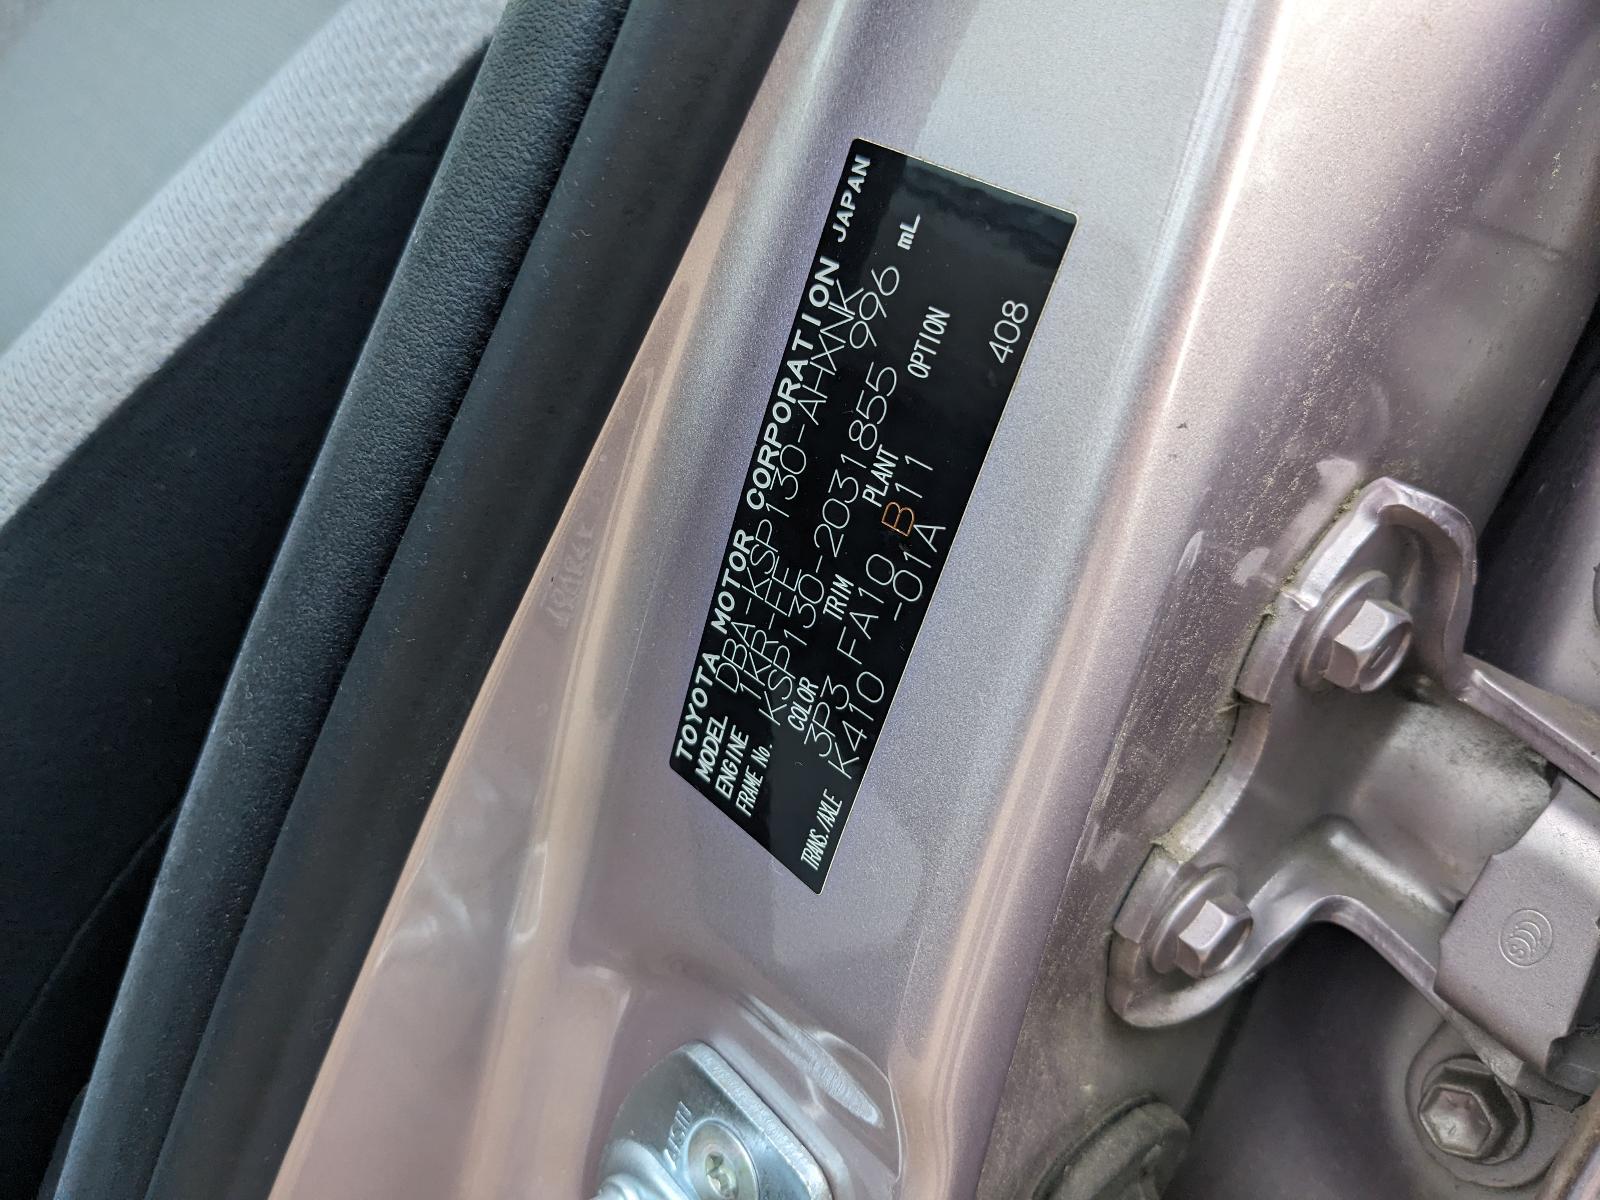 TOYOTA MOTOR CORPORATION JAPAN
MODEL DBA-KSP130-AHXNK
ENGINE 1KR-FE 996 mL
FRAME No. KSP130-2031855
COLOR TRIM PLANT OPTION
3P3 FA10 B11
TRANS./AXLE K410 -01A 408
AISIN